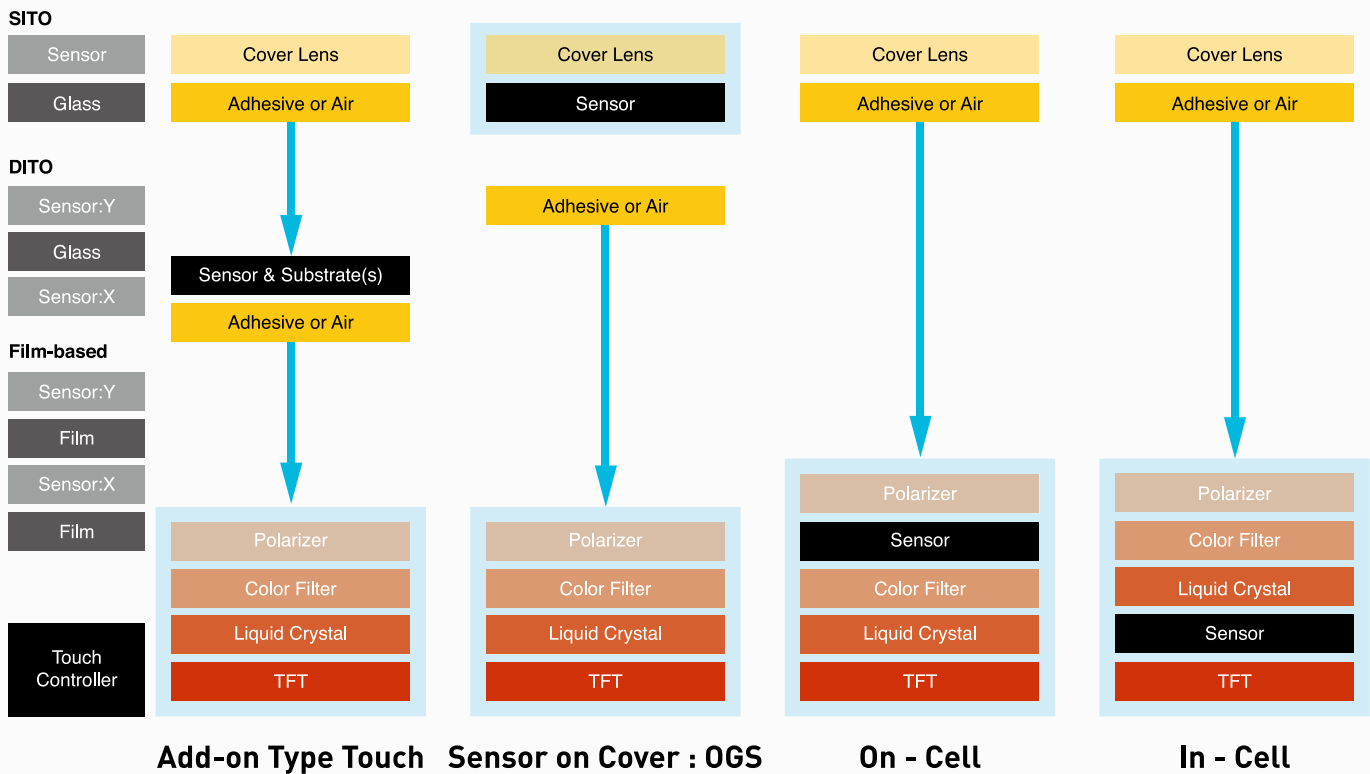 SITO
Sensor
Glass
DITO
Sensor:Y
Glass
Sensor:X
Film-based
Sensor:Y
Film
Sensor:X
Film
Touch
Controller
Cover Lens
Adhesive or Air
Sensor & Substrate(s)
Adhesive or Air
Polarizer
Color Filter
Liquid Crystal
TFT
Add-on Type Touch
Cover Lens
Sensor
Adhesive or Air
Polarizer
Color Filter
Liquid Crystal
TFT
Sensor on Cover : OGS
Cover Lens
Adhesive or Air
Polarizer
Sensor
Color Filter
Liquid Crystal
TFT
On - Cell
Cover Lens
Adhesive or Air
Polarizer
Color Filter
Liquid Crystal
Sensor
TFT
In - Cell